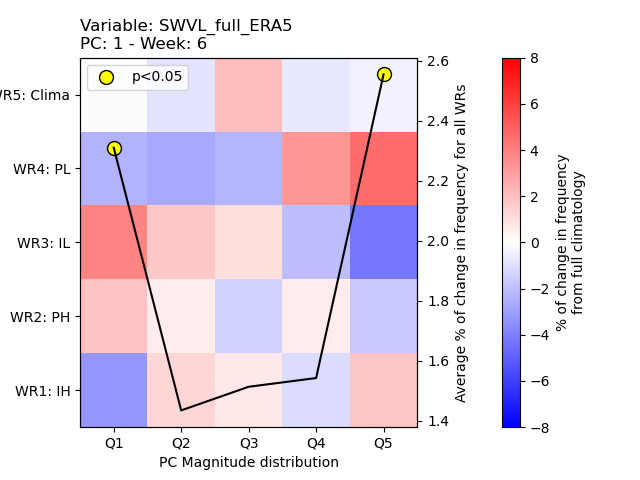 Variable: SWVL_full_ERA5
PC: 1 - Week: 6
p<0.05
WR5: Clima
WR4: PL
WR3: IL
WR2: PH
WR1: IH
Q1 Q2 Q3 Q4 Q5
PC Magnitude distribution
2.6
2.4
2.2
2.0
1.8
1.6
1.4
Average % of change in frequency for all WRs
8
6
4
2
0
−2
−4
−6
−8
% of change in frequency
from full climatology